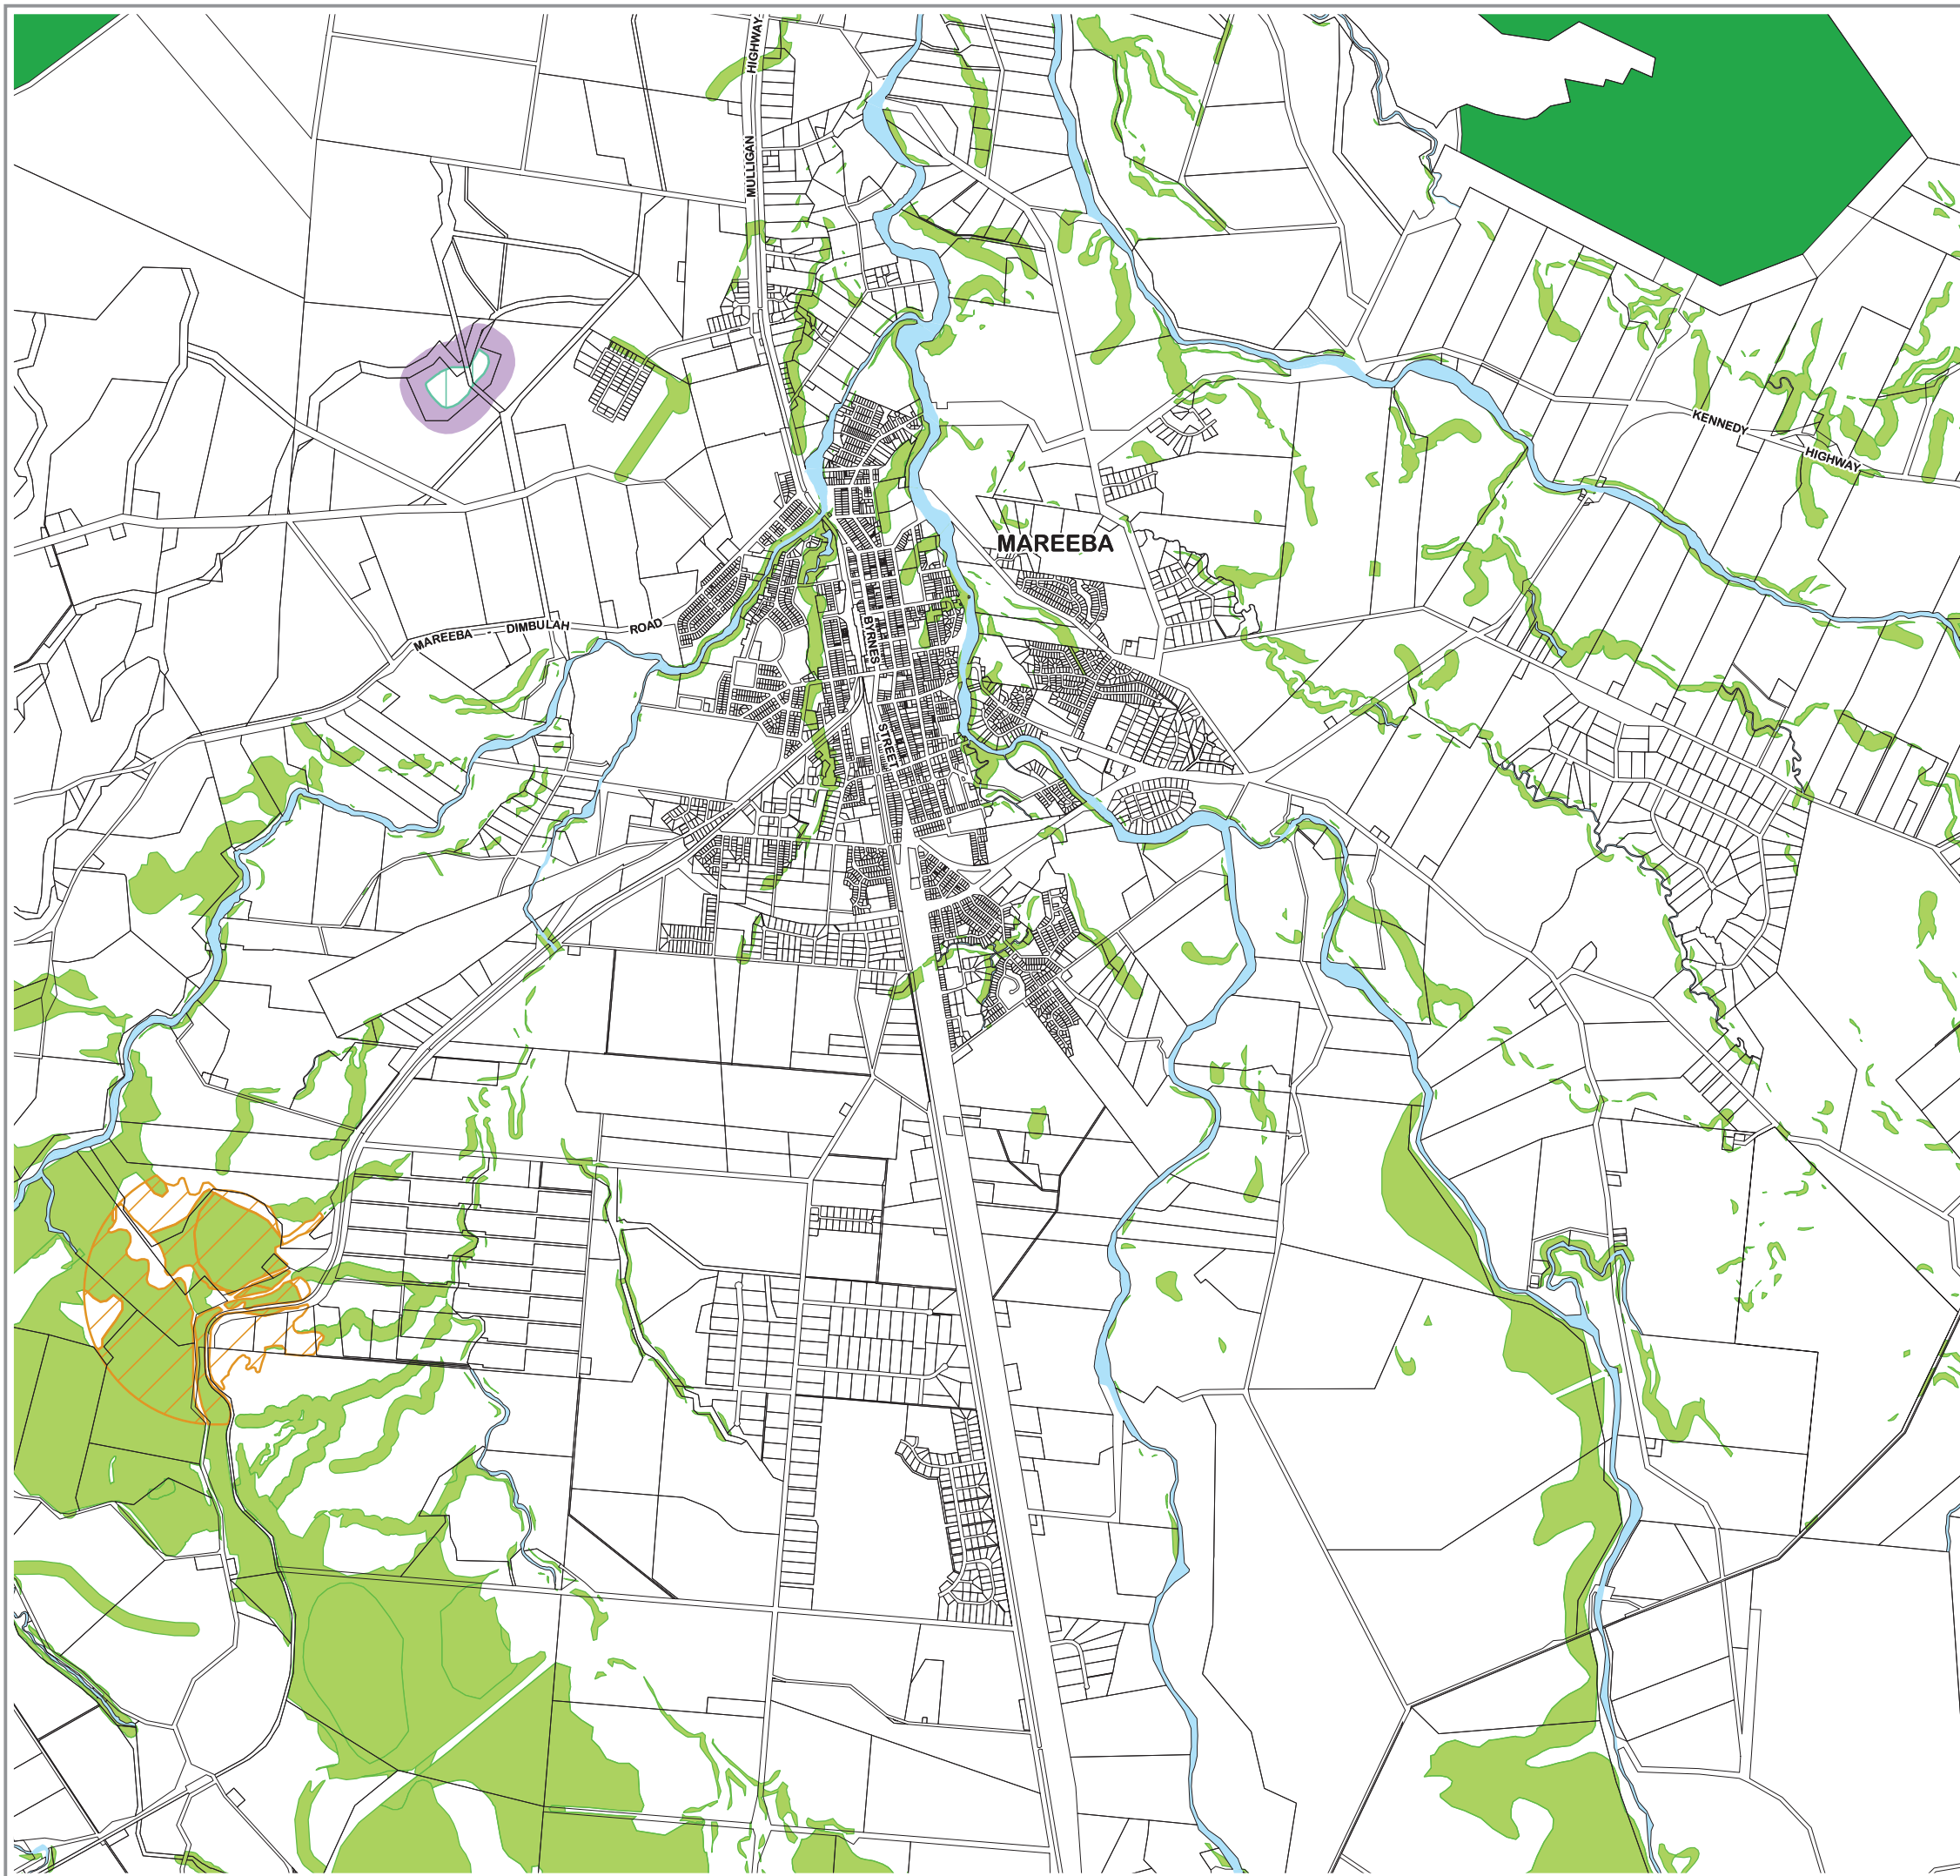 HIGHWAY
MULLIGAN
KENNEDY
HIGHWAY
MAREEBA
MAREEBA - DIMBULAH ROAD
BYRNES
STREET